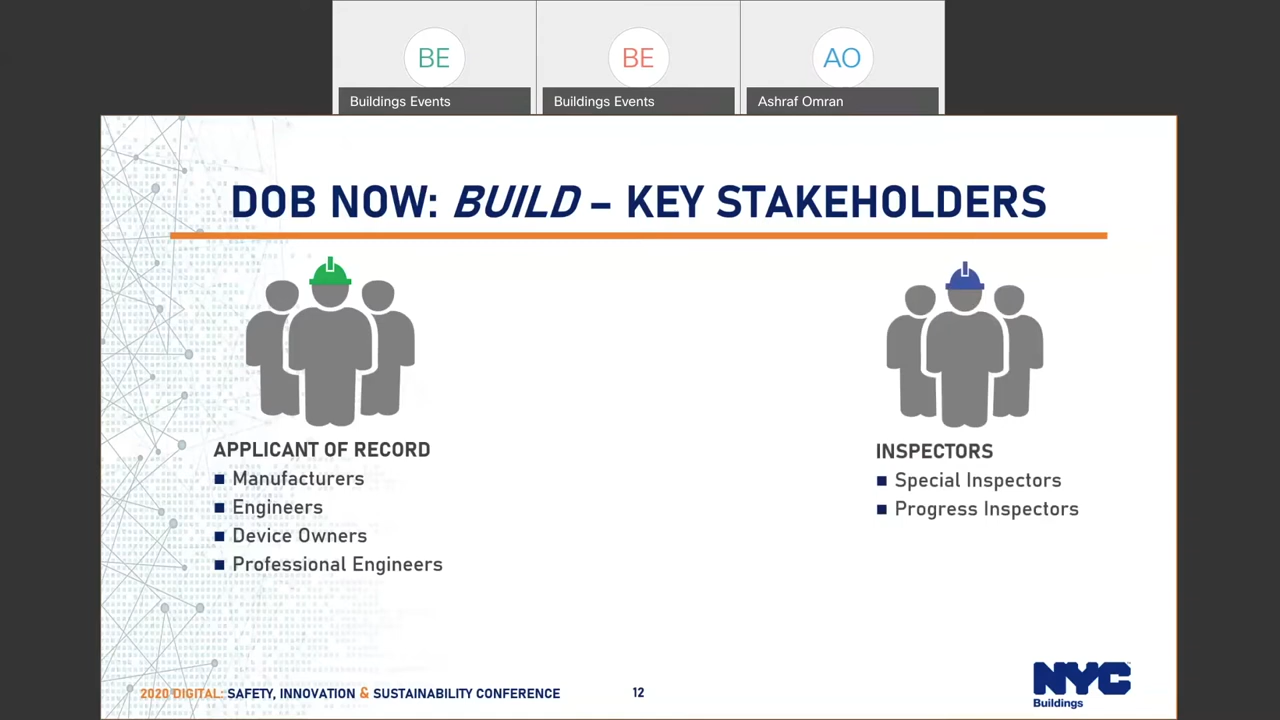 BE
BE
AO
Buildings Events
Buildings Events
Ashraf Omran
DOB NOW: BUILD – KEY STAKEHOLDERS
APPLICANT OF RECORD
Manufacturers
Engineers
Device Owners
Professional Engineers
INSPECTORS
Special Inspectors
Progress Inspectors
2020 DIGITAL: SAFETY, INNOVATION & SUSTAINABILITY CONFERENCE
12
NYC
Buildings